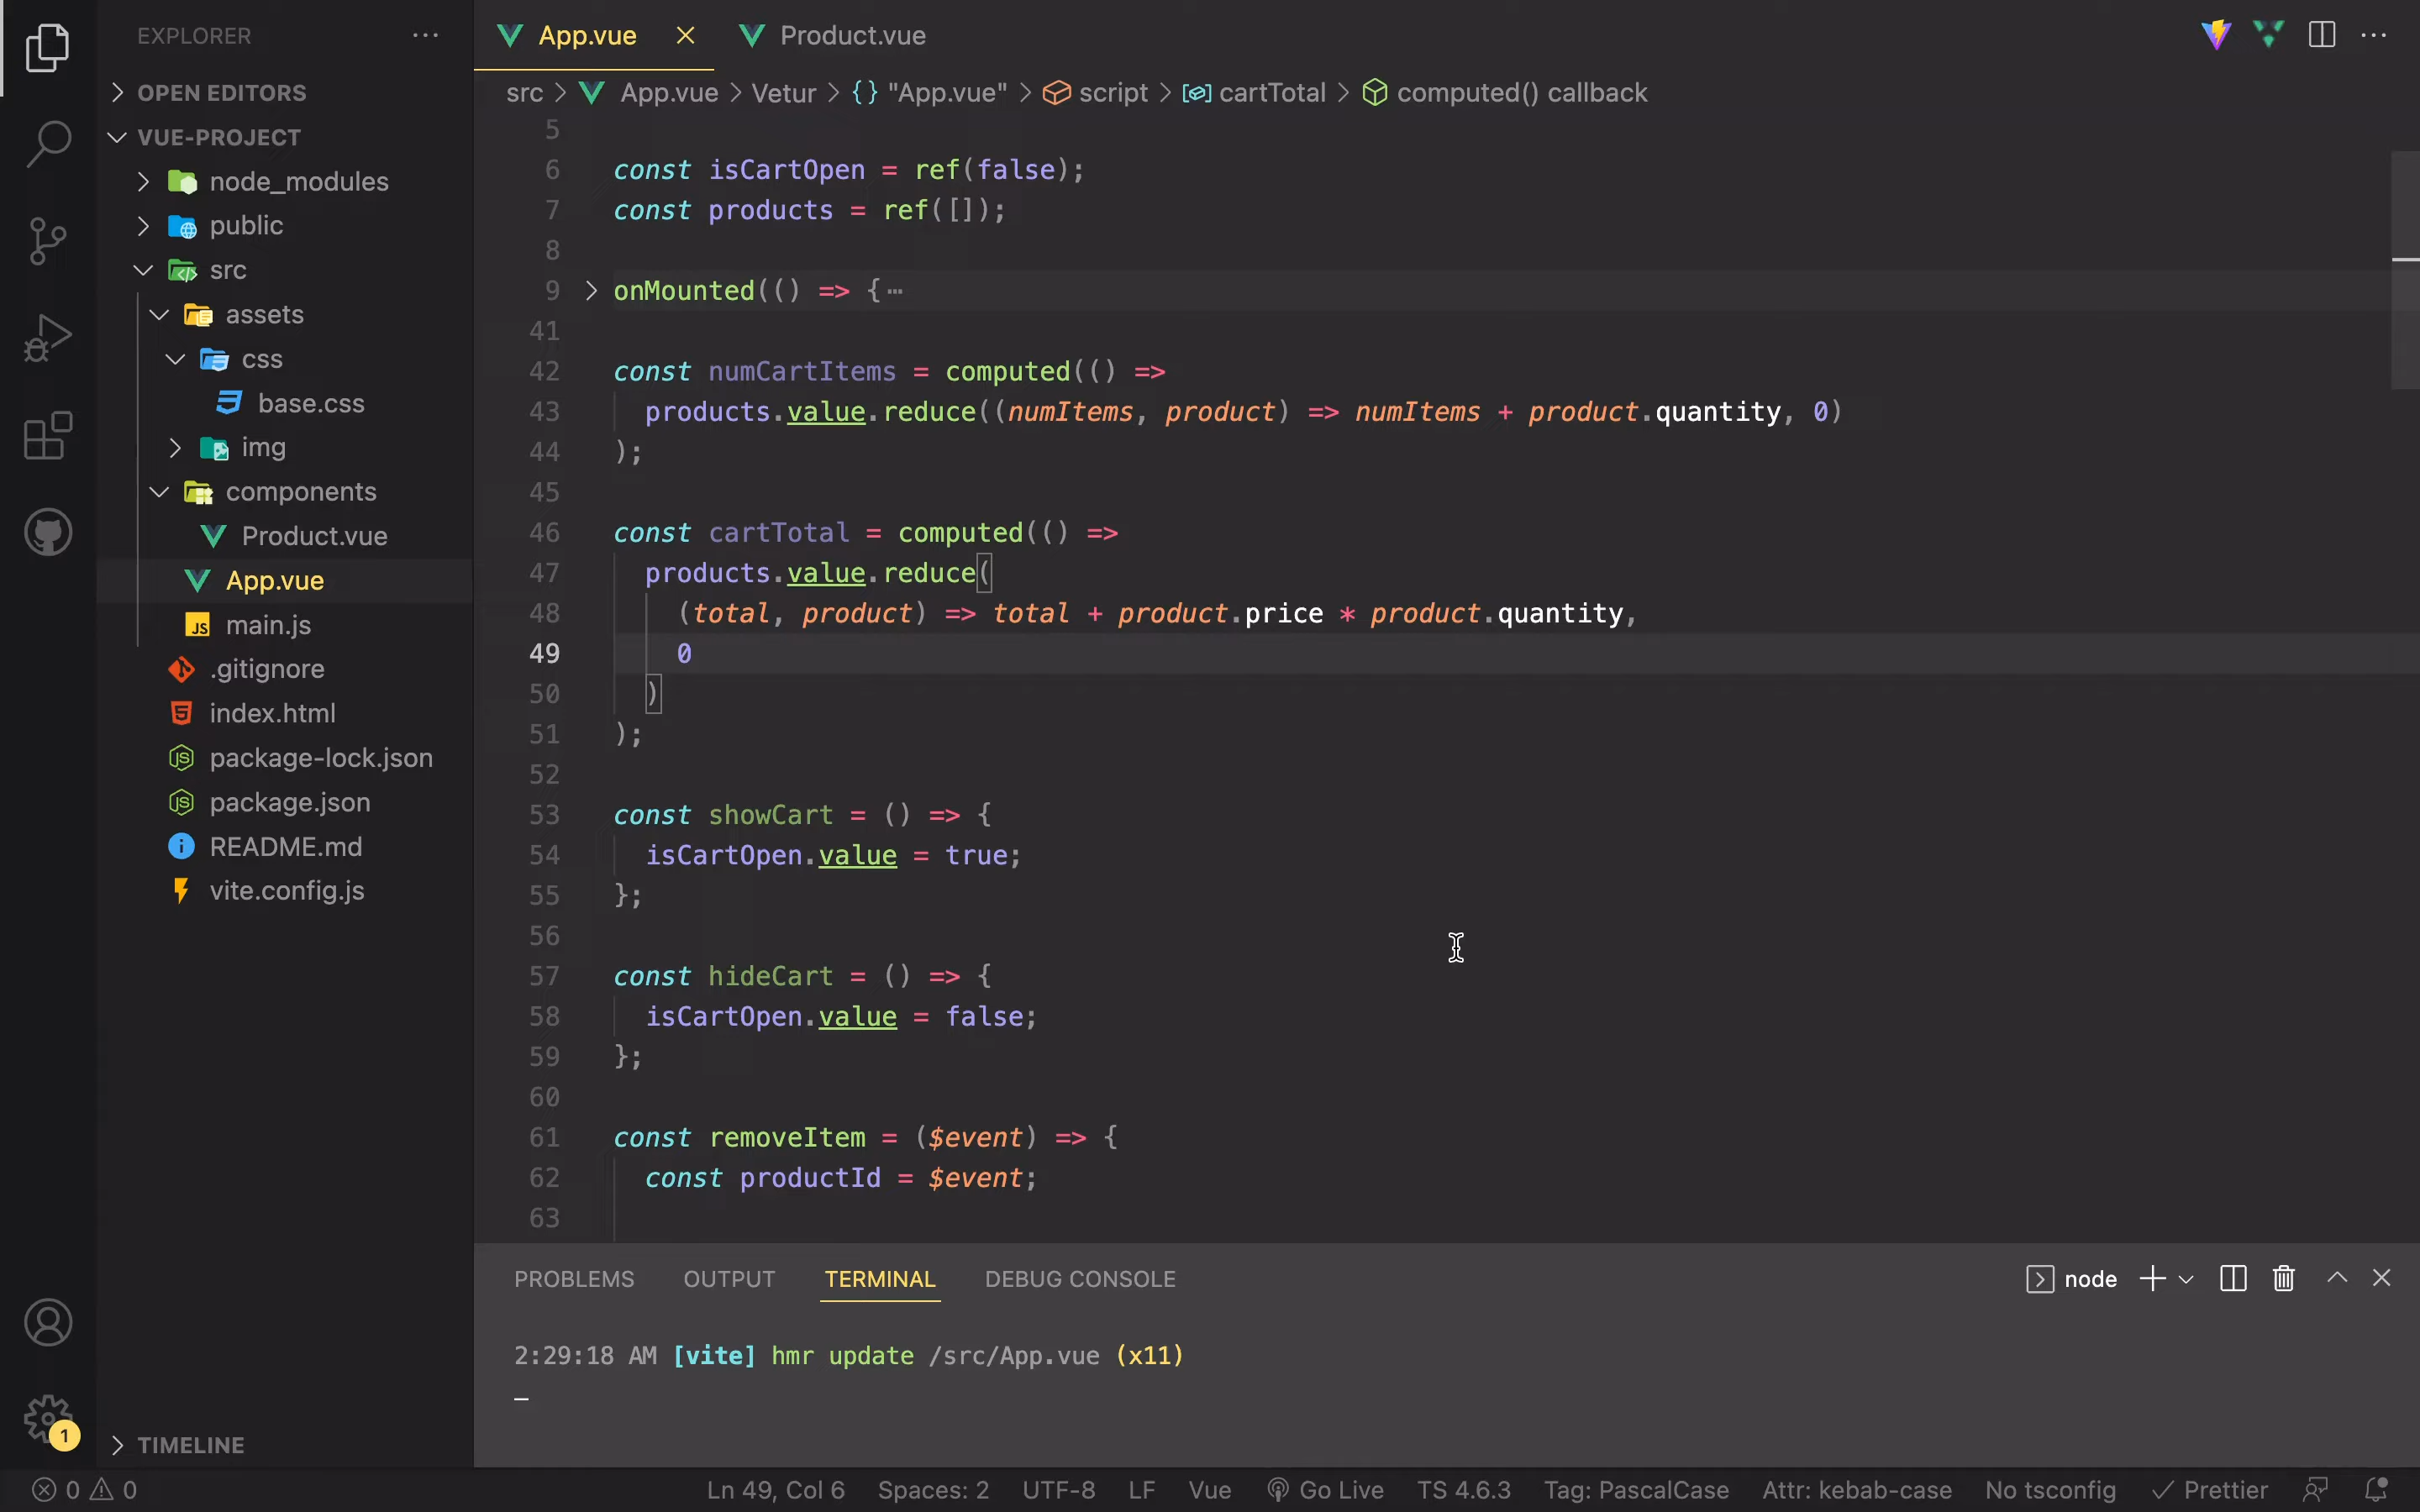 EXPLORER
OPEN EDITORS
VUE-PROJECT
node_modules
public
src
assets
css
base.css
img
components
Product.vue
App.vue
main.js
.gitignore
index.html
package-lock.json
package.json
README.md
vite.config.js
TIMELINE
1
App.vue
Product.vue
src > App.vue > Vetur > {} "App.vue" > script > cartTotal > computed() callback
5
6 const isCartOpen = ref(false);
7 const products = ref([]);
8
9 > onMounted(() => {…
41
42 const numCartItems = computed(() =>
43 products.value.reduce((numItems, product) => numItems + product.quantity, 0)
44 );
45
46 const cartTotal = computed(() =>
47 products.value.reduce(
48 (total, product) => total + product.price * product.quantity,
49 0
50 )
51 );
52
53 const showCart = () => {
54 isCartOpen.value = true;
55 };
56
57 const hideCart = () => {
58 isCartOpen.value = false;
59 };
60
61 const removeItem = ($event) => {
62 const productId = $event;
63
PROBLEMS OUTPUT TERMINAL DEBUG CONSOLE node
2:29:18 AM [vite] hmr update /src/App.vue (x11)
0 0 Ln 49, Col 6 Spaces: 2 UTF-8 LF Vue Go Live TS 4.6.3 Tag: PascalCase Attr: kebab-case No tsconfig Prettier